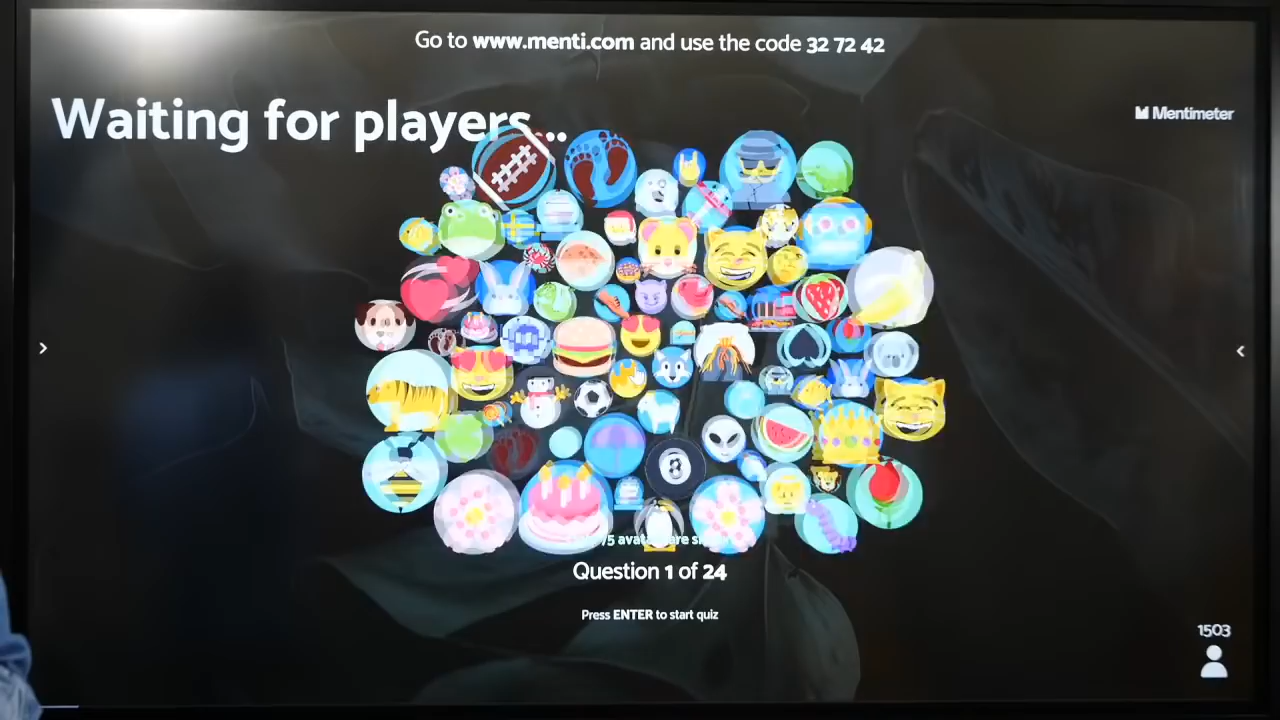 Go to www.menti.com and use the code 32 72 42
Waiting for players...
Mentimeter
8
Question 1 of 24
Press ENTER to start quiz
1503